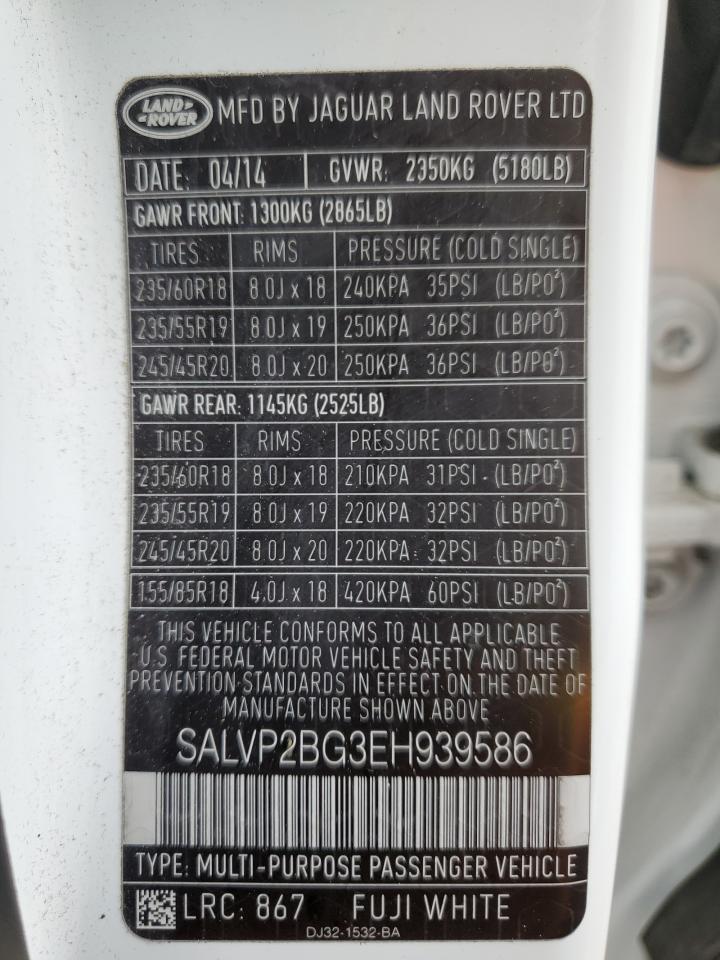 LAND ROVER MFD BY JAGUAR LAND ROVER LTD
DATE: 04/14 GVWR: 2350KG (5180LB)
GAWR FRONT: 1300KG (2865LB)
TIRES RIMS PRESSURE (COLD SINGLE)
235/60R18 8.0J x 18 240KPA 35PSI (LB/PO²)
235/55R19 8.0J x 19 250KPA 36PSI (LB/PO²)
245/45R20 8.0J x 20 250KPA 36PSI (LB/PO²)
GAWR REAR: 1145KG (2525LB)
TIRES RIMS PRESSURE (COLD SINGLE)
235/60R18 8.0J x 18 210KPA 31PSI (LB/PO²)
235/55R19 8.0J x 19 220KPA 32PSI (LB/PO²)
245/45R20 8.0J x 20 220KPA 32PSI (LB/PO²)
155/85R18 4.0J x 18 420KPA 60PSI (LB/PO²)
THIS VEHICLE CONFORMS TO ALL APPLICABLE
U.S. FEDERAL MOTOR VEHICLE SAFETY AND THEFT
PREVENTION STANDARDS IN EFFECT ON THE DATE OF
MANUFACTURE SHOWN ABOVE
SALVP2BG3EH939586
TYPE: MULTI-PURPOSE PASSENGER VEHICLE
LRC: 867 FUJI WHITE
DJ32-1532-BA